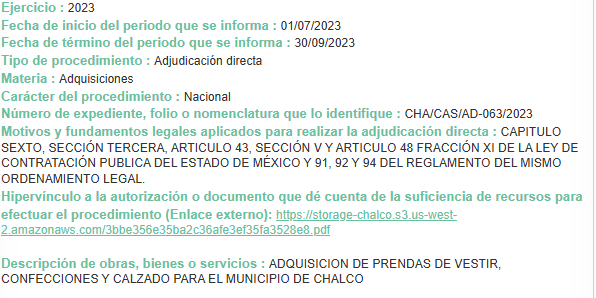 Ejercicio : 2023
Fecha de inicio del periodo que se informa : 01/07/2023
Fecha de término del periodo que se informa : 30/09/2023
Tipo de procedimiento : Adjudicación directa
Materia : Adquisiciones
Carácter del procedimiento : Nacional
Número de expediente, folio o nomenclatura que lo identifique : CHA/CAS/AD-063/2023
Motivos y fundamentos legales aplicados para realizar la adjudicación directa : CAPITULO
SEXTO, SECCIÓN TERCERA, ARTICULO 43, SECCIÓN V Y ARTICULO 48 FRACCIÓN XI DE LA LEY DE
CONTRATACIÓN PUBLICA DEL ESTADO DE MÉXICO Y 91, 92 Y 94 DEL REGLAMENTO DEL MISMO
ORDENAMIENTO LEGAL.
Hipervínculo a la autorización o documento que dé cuenta de la suficiencia de recursos para
efectuar el procedimiento (Enlace externo): https://storage-chalco.s3.us-west-
2.amazonaws.com/3bbe356e35ba2c36afe3ef35fa3528e8.pdf
Descripción de obras, bienes o servicios : ADQUISICION DE PRENDAS DE VESTIR,
CONFECCIONES Y CALZADO PARA EL MUNICIPIO DE CHALCO